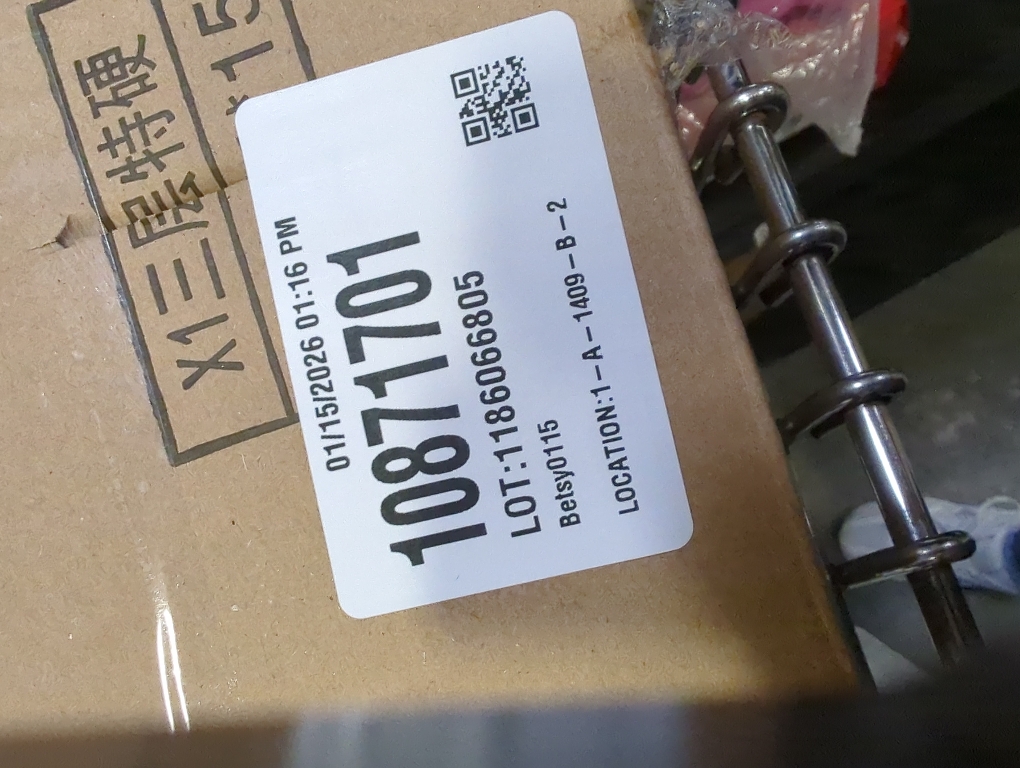 01/15/2026 01:16 PM
10871701
LOT:1186066805
Betsy0115
LOCATION:1-A-1409-B-2
X1三层特硬
*15